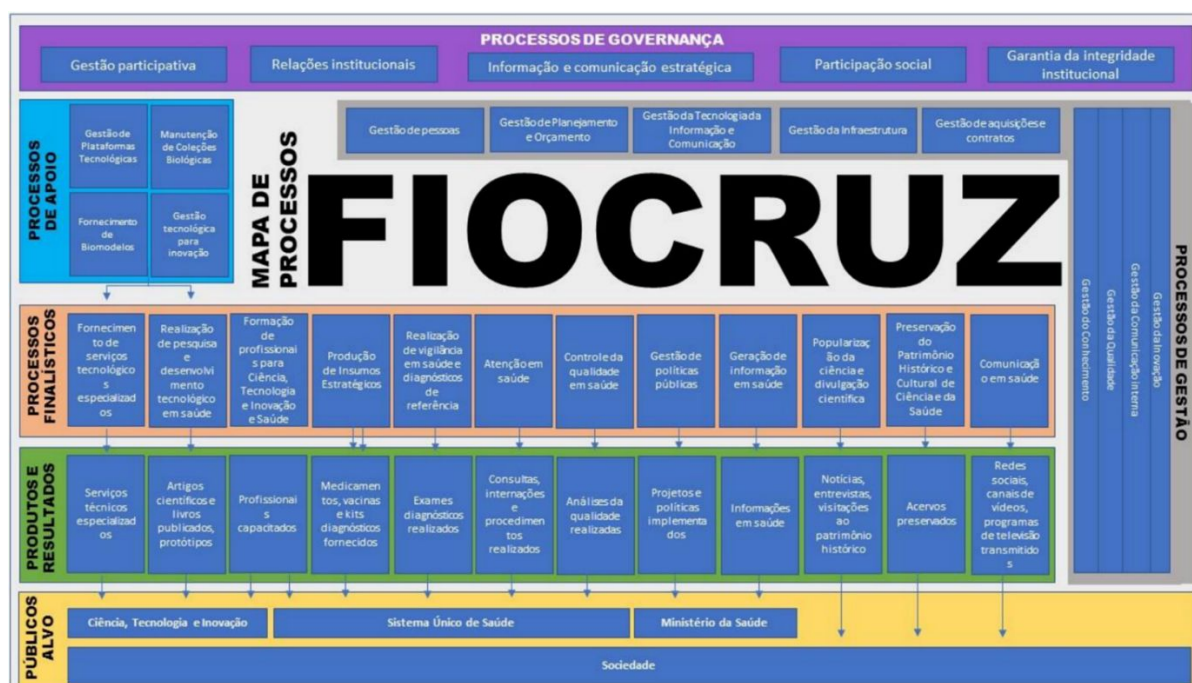 PROCESSOS DE GOVERNANÇA
Gestão participativa
Relações institucionais
Informação e comunicação estratégica
Participação social
Garantia da integridade
institucional
PROCESSOS
DE APOIO
Gestão de
Plataformas
Tecnológicas
Manutenção
de Coleções
Biológicas
Fornecimento
de
Biomodelos
Gestão
tecnológica
para
inovação
MAPA DE
PROCESSOS
FIOCRUZ
Gestão de pessoas
Gestão de Planejamento
e Orçamento
Gestão da Tecnologia da
Informação e
Comunicação
Gestão da Infraestrutura
Gestão de aquisições e
contratos
PROCESSOS DE GESTÃO
Gestão do Conhecimento
Gestão da Qualidade
Gestão da Comunicação interna
Gestão da Inovação
PROCESSOS
FINALÍSTICOS
Forneciment
o de
serviços
tecnológico
s
especializad
os
Realização
de pesquisa
e
desenvolvi
mento
tecnológico
em saúde
Formação
de
profissionai
s para
Ciência,
Tecnologia
e Inovação
e Saúde
Produção
de Insumos
Estratégicos
Realização
de vigilância
em saúde e
diagnósticos
de
referência
Atenção em
saúde
Controle da
qualidade
em saúde
Gestão de
políticas
públicas
Geração de
informação
em saúde
Popularizaç
ão da
ciência e
divulgação
científica
Preservação
do
Patrimônio
Histórico e
Cultural de
Ciência e da
Saúde
Comunicaçã
o em saúde
PRODUTOS E
RESULTADOS
Serviços
técnicos
especializad
os
Artigos
científicos e
livros
publicados,
protótipos
Profissionai
s
capacitados
Medicame
ntos,
vacinas e
kits
diagnósticos
fornecidos
Exames
diagnósticos
realizados
Consultas,
internações
e
procedimen
tos
realizados
Análises da
qualidade
realizadas
Projetos e
políticas
implementa
dos
Informações
em saúde
Notícias,
entrevistas,
visitações
ao
patrimônio
histórico
Acervos
preservados
Redes
sociais,
canais de
vídeos,
programas
de televisão
transmitido
s
PÚBLICOS
ALVO
Ciência, Tecnologia e Inovação
Sistema Único de Saúde
Ministério da Saúde
Sociedade